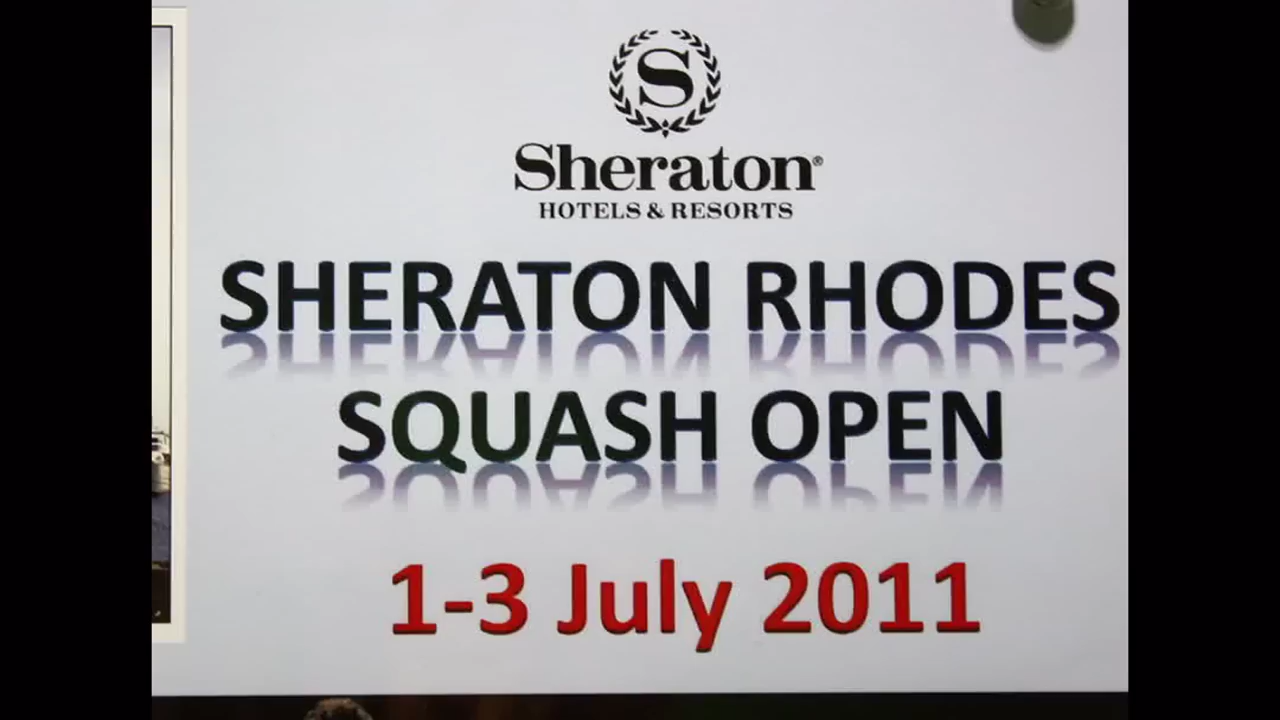 S
Sheraton®
HOTELS & RESORTS
SHERATON RHODES
SQUASH OPEN
1-3 July 2011